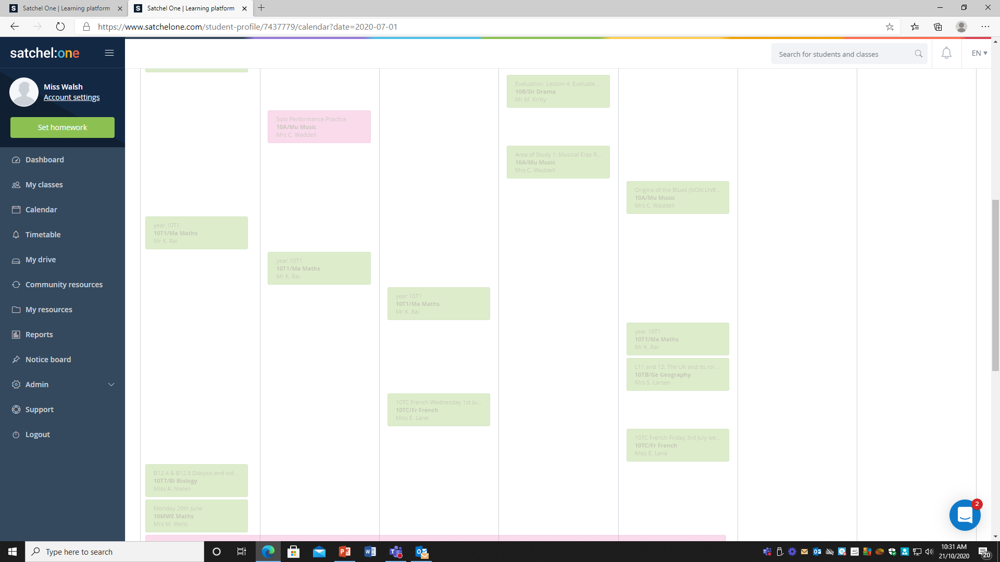 Satchel One | Learning platform
Satchel One | Learning platform
https://www.satchelone.com/student-profile/7437779/calendar?date=2020-07-01
satchel:one
Search for students and classes
EN
Miss Walsh
Account settings
Set homework
Dashboard
My classes
Calendar
Timetable
My drive
Community resources
My resources
Reports
Notice board
Admin
Support
Logout
Evaluation. Lesson 4. Evaluate ...
10B/Dr Drama
Mr M. Kirby
Solo Performance Practice
10A/Mu Music
Mrs C. Waddell
Area of Study 1: Musical Eras R...
10A/Mu Music
Mrs C. Waddell
Origins of the Blues (NON LIVE...
10A/Mu Music
Mrs C. Waddell
year 10T1
10T1/Ma Maths
Mr K. Rai
year 10T1
10T1/Ma Maths
Mr K. Rai
year 10T1
10T1/Ma Maths
Mr K. Rai
year 10T1
10T1/Ma Maths
Mr K. Rai
L11 and 12: The UK and its rol...
10TB/Ge Geography
Mrs S. Larsen
10TC French Wednesday 1st Ju...
10TC/Fr French
Miss E. Lane
10TC French Friday 3rd July we...
10TC/Fr French
Miss E. Lane
B12.4 & B12.5 Dialysis and kid...
10TT/Bi Biology
Miss A. Nielen
Monday 29th June
10MWE Maths
Mrs M. Wells
2
Type here to search
10:31 AM
21/10/2020
20